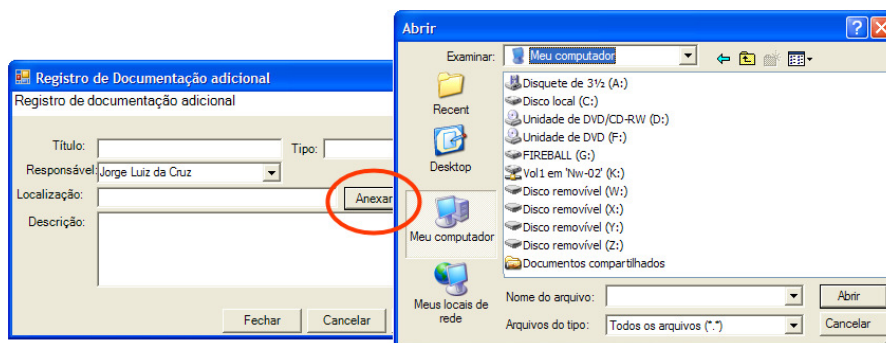 Registro de Documentação adicional
Registro de documentação adicional
Título:
Tipo:
Responsável: Jorge Luiz da Cruz
Localização:
Anexar
Descrição:
Fechar
Cancelar
Abrir
Examinar: Meu computador
Recent
Desktop
Meu computador
Meus locais de
rede
Disquete de 3½ (A:)
Disco local (C:)
Unidade de DVD/CD-RW (D:)
Unidade de DVD (F:)
FIREBALL (G:)
Vol1 em 'Nw-02' (K:)
Disco removível (W:)
Disco removível (X:)
Disco removível (Y:)
Disco removível (Z:)
Documentos compartilhados
Nome do arquivo:
Abrir
Arquivos do tipo: Todos os arquivos (*.*)
Cancelar